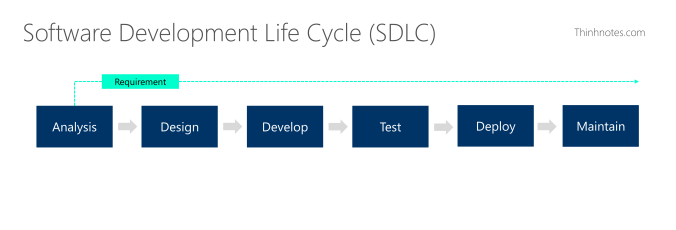 Software Development Life Cycle (SDLC)
Thinhnotes.com
Requirement
Analysis
Design
Develop
Test
Deploy
Maintain